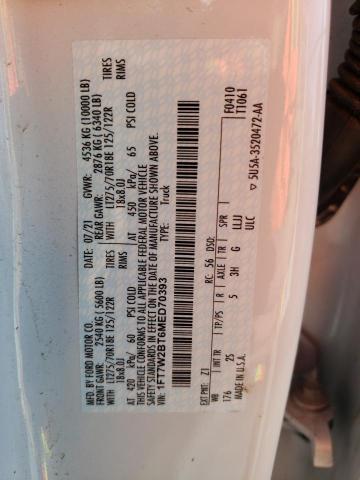 MFD. BY FORD MOTOR CO.
DATE: 07/21 GVWR: 4536 KG (10000 LB)
FRONT GAWR: 2540 KG (5600 LB) REAR GAWR: 2876 KG (6340 LB)
WITH LT275/70R18E 125/122R TIRES WITH LT275/70R18E 125/122R TIRES
18x8.0J RIMS 18x8.0J RIMS
AT 420 kPa/ 60 PSI COLD AT 450 kPa/ 65 PSI COLD
THIS VEHICLE CONFORMS TO ALL APPLICABLE FEDERAL MOTOR VEHICLE
SAFETY STANDARDS IN EFFECT ON THE DATE OF MANUFACTURE SHOWN ABOVE.
VIN: 1FT7W2BT6MED70393 TYPE: Truck
F0410
T1061
EXT PNT: Z1 RC: 56 DSO:
WB INT TR TP/PS R AXLE TR SPR
176 2S 5 3H G LLJJ
MADE IN U.S.A. ULC
5U5A-3520472-AA